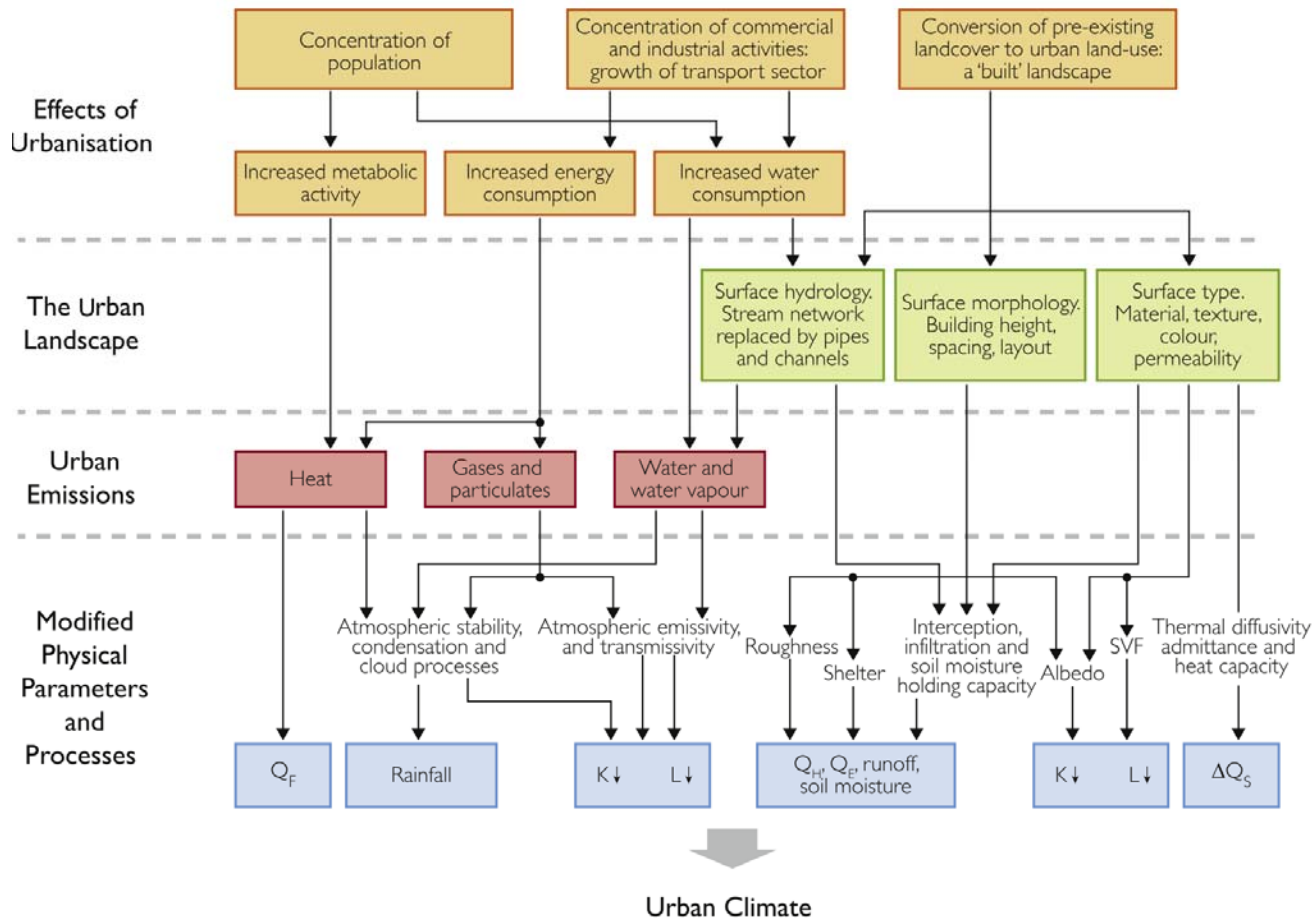 Concentration of
population
Concentration of commercial
and industrial activities:
growth of transport sector
Conversion of pre-existing
landcover to urban land-use:
a ‘built’ landscape
Effects of
Urbanisation
Increased metabolic
activity
Increased energy
consumption
Increased water
consumption
The Urban
Landscape
Surface hydrology.
Stream network
replaced by pipes
and channels
Surface morphology.
Building height,
spacing, layout
Surface type.
Material, texture,
colour,
permeability
Urban
Emissions
Heat
Gases and
particulates
Water and
water vapour
Modified
Physical
Parameters
and
Processes
Atmospheric stability,
condensation and
cloud processes
Atmospheric emissivity,
and transmissivity
Roughness
Shelter
Interception,
infiltration and
soil moisture
holding capacity
Albedo
SVF
Thermal diffusivity
admittance and
heat capacity
Q_F
Rainfall
K↓ L↓
Q_H, Q_E, runoff,
soil moisture
K↓ L↓
ΔQ_S
Urban Climate